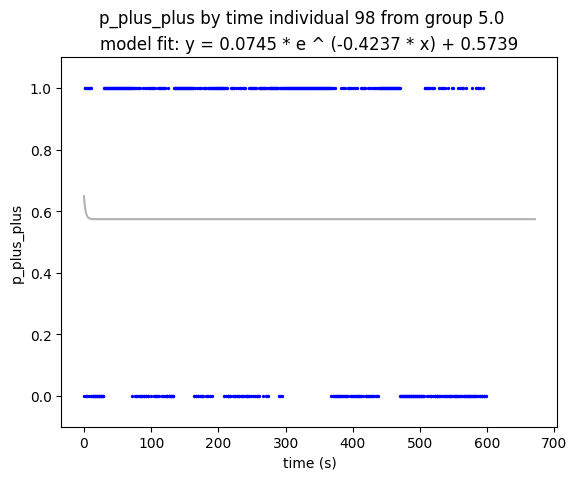 p_plus_plus by time individual 98 from group 5.0
model fit: y = 0.0745 * e ^ (-0.4237 * x) + 0.5739
1.0
0.8
0.6
0.4
0.2
0.0
p_plus_plus
0 100 200 300 400 500 600 700
time (s)